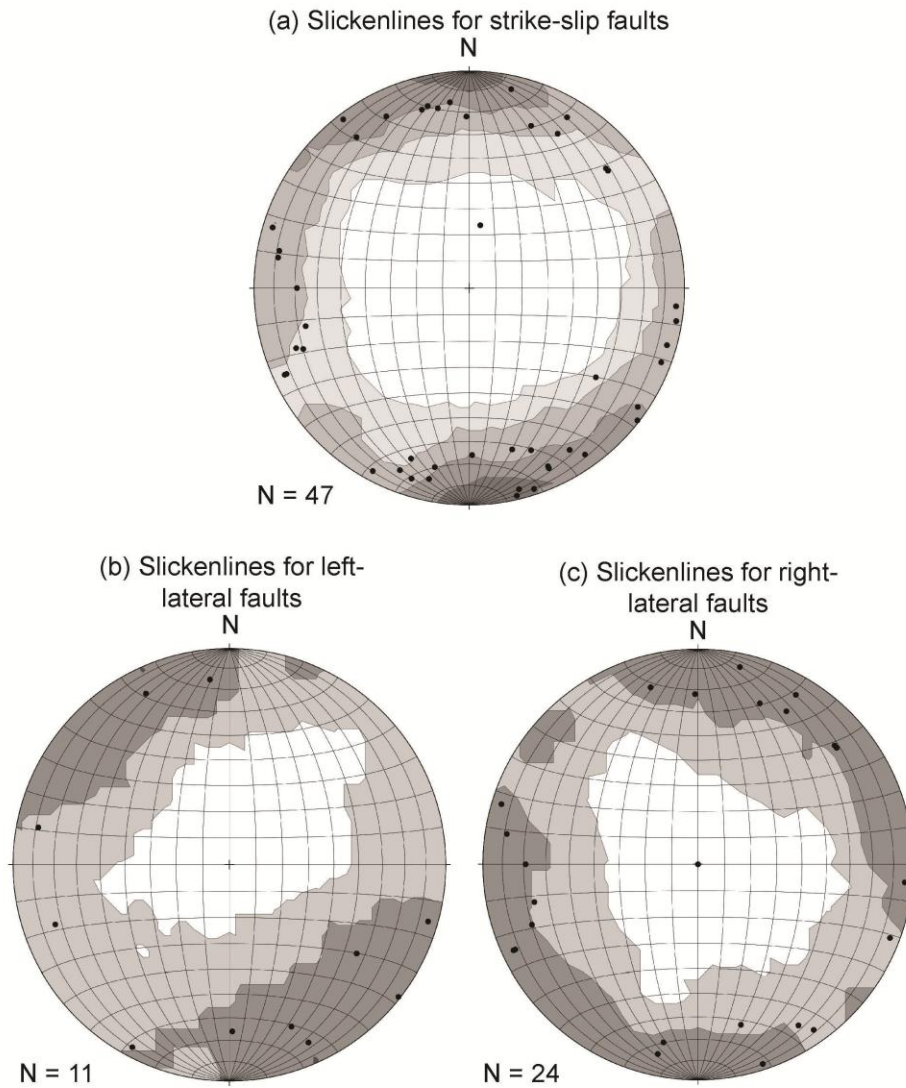 (a) Slickenlines for strike-slip faults
N
N = 47
(b) Slickenlines for left-
lateral faults
N
N = 11
(c) Slickenlines for right-
lateral faults
N
N = 24